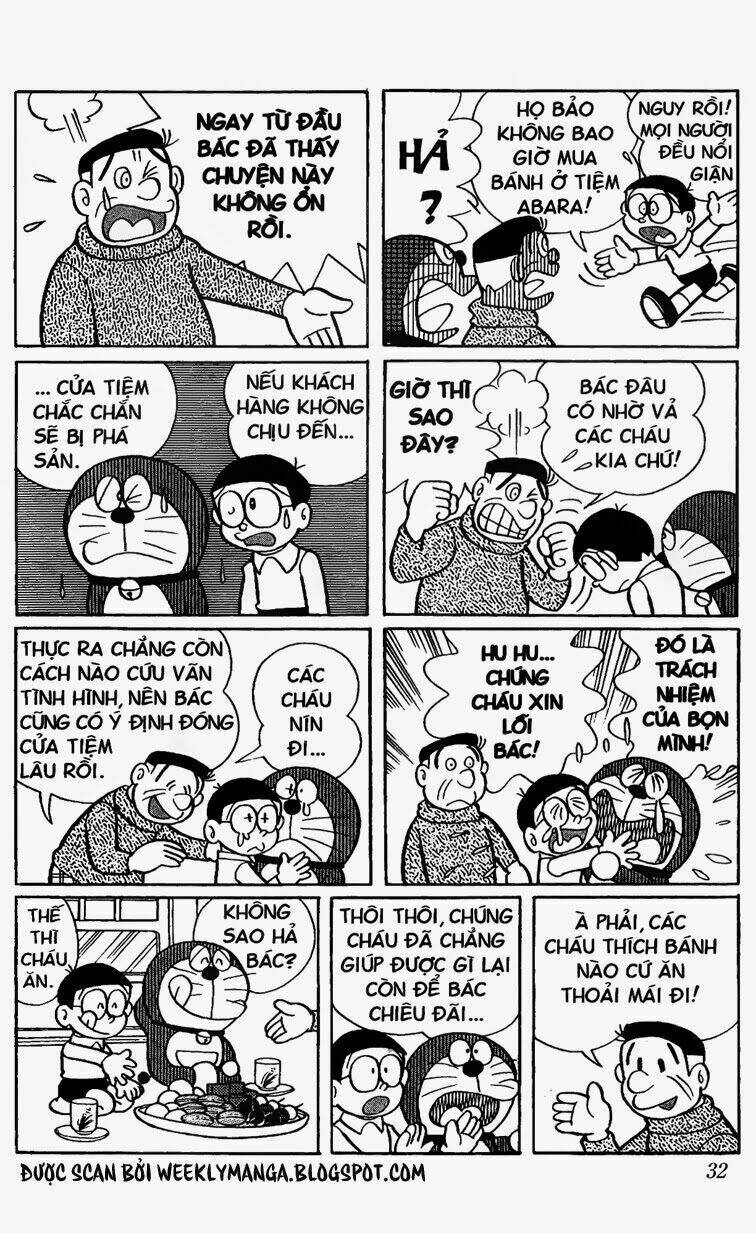 NGUY RỒI!
MỌI NGƯỜI
ĐỀU NỔI
GIẬN
HỌ BẢO
KHÔNG BAO
GIỜ MUA
BÁNH Ở TIỆM
ABARA!
HẢ
?
NGAY TỪ ĐẦU
BÁC ĐÃ THẤY
CHUYỆN NÀY
KHÔNG ỔN
RỒI.
BÁC ĐÂU
CÓ NHỜ VẢ
CÁC CHÁU
KIA CHỨ!
GIỜ THÌ
SAO
ĐÂY?
NẾU KHÁCH
HÀNG KHÔNG
CHỊU ĐẾN...
... CỬA TIỆM
CHẮC CHẮN
SẼ BỊ PHÁ
SẢN.
ĐÓ LÀ
TRÁCH
NHIỆM
CỦA BỌN
MÌNH!
HU HU...
CHÚNG
CHÁU XIN
LỖI
BÁC!
CÁC
CHÁU
NÍN
ĐI...
THỰC RA CHẲNG CÒN
CÁCH NÀO CỨU VÃN
TÌNH HÌNH, NÊN BÁC
CŨNG CÓ Ý ĐỊNH ĐÓNG
CỬA TIỆM
LÂU RỒI.
À PHẢI, CÁC
CHÁU THÍCH BÁNH
NÀO CỨ ĂN
THOẢI MÁI ĐI!
THÔI THÔI, CHÚNG
CHÁU ĐÃ CHẲNG
GIÚP ĐƯỢC GÌ LẠI
CÒN ĐỂ BÁC
CHIÊU ĐÃI...
KHÔNG
SAO HẢ
BÁC?
THẾ
THÌ
CHÁU
ĂN.
ĐƯỢC SCAN BỞI WEEKLYMANGA.BLOGSPOT.COM
32